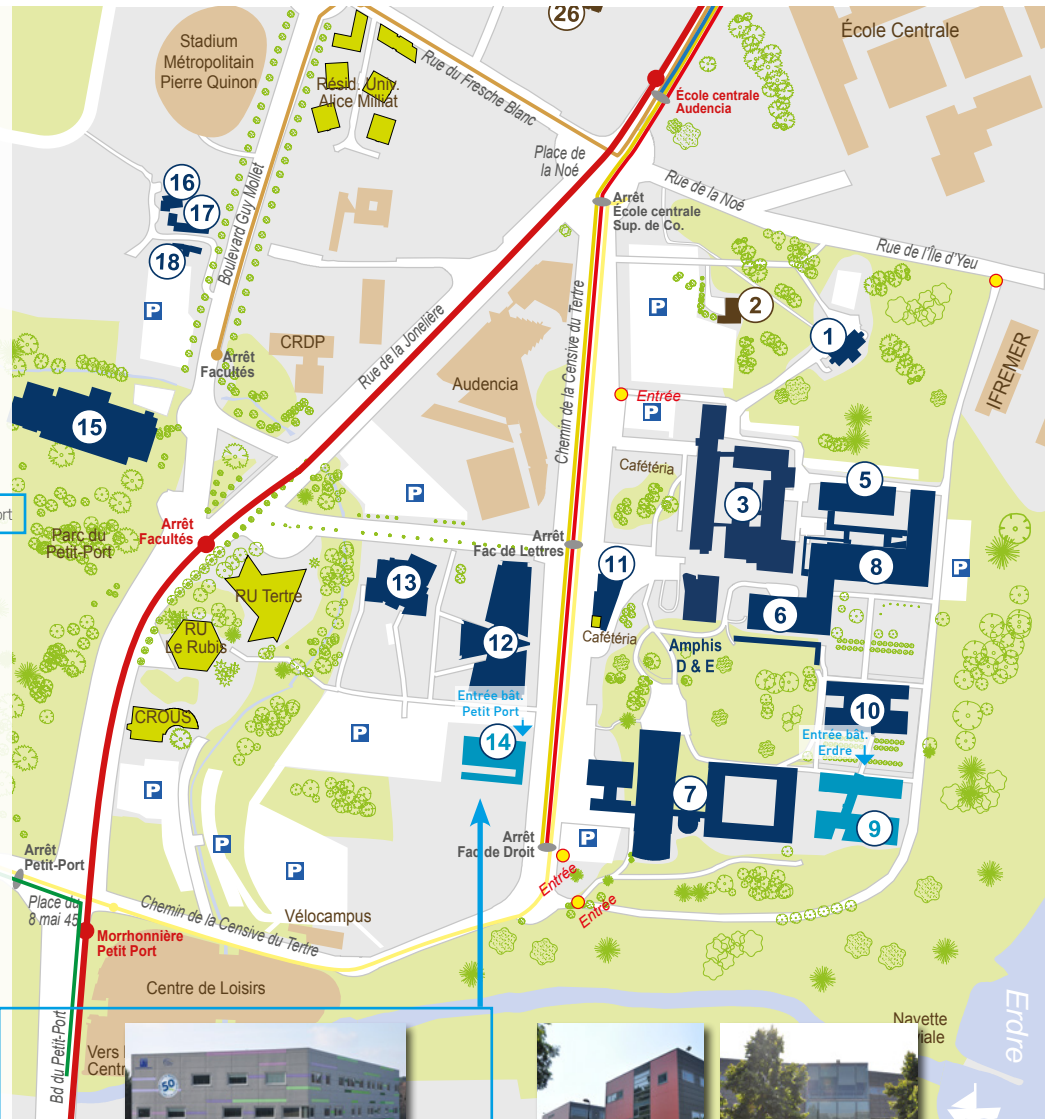 26
École Centrale
Stadium
Métropolitain
Pierre Quinon
Résid. Univ.
Alice Milliat
Rue du Fresche Blanc
École centrale
Audencia
Place de
la Noé
Rue de la Noé
Arrêt
École centrale
Sup. de Co.
Rue de l'Île d'Yeu
16
17
18
Boulevard Guy Mollet
P
P
2
1
IFREMER
CRDP
Arrêt
Facultés
Rue de la Jonelière
Audencia
Chemin de la Censive du Tertre
Entrée
P
15
Cafétéria
3
5
P
ort
Parc du
Petit-Port
Arrêt
Facultés
Arrêt
Fac de Lettres
11
8
P
13
RU Tertre
RU
Le Rubis
12
6
Cafétéria
Amphis
D & E
Entrée bât.
Petit Port
10
CROUS
P
14
Entrée bât.
Erdre
P
7
9
P
P
P
Arrêt
Fac de Droit
Arrêt
Petit-Port
Entrée
Entrée
Place du
8 mai 45
Chemin de la Censive du Tertre
Vélocampus
Morrhonnière
Petit Port
Centre de Loisirs
Erdre
Navette
iale
Bd du Petit-Port
Vers
Centr
50